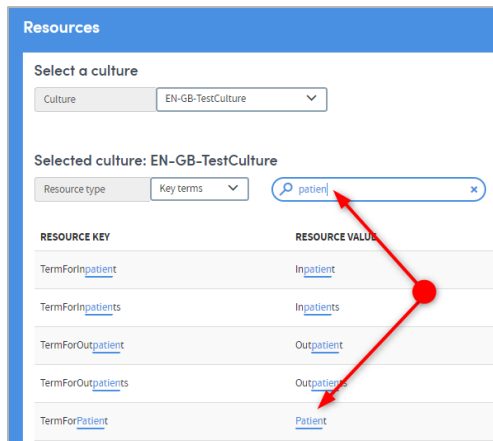 Resources
Select a culture
Culture EN-GB-TestCulture
Selected culture: EN-GB-TestCulture
Resource type Key terms patien x
RESOURCE KEY RESOURCE VALUE
TermForInpatient Inpatient
TermForInpatients Inpatients
TermForOutpatient Outpatient
TermForOutpatients Outpatients
TermForPatient Patient